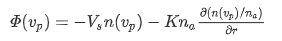 Φ(v_p) = −V_s n(v_p) − K n_a ∂(n(v_p)/n_a)/∂r